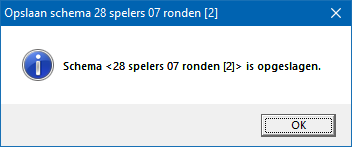 Opslaan schema 28 spelers 07 ronden [2]
Schema <28 spelers 07 ronden [2]> is opgeslagen.
OK